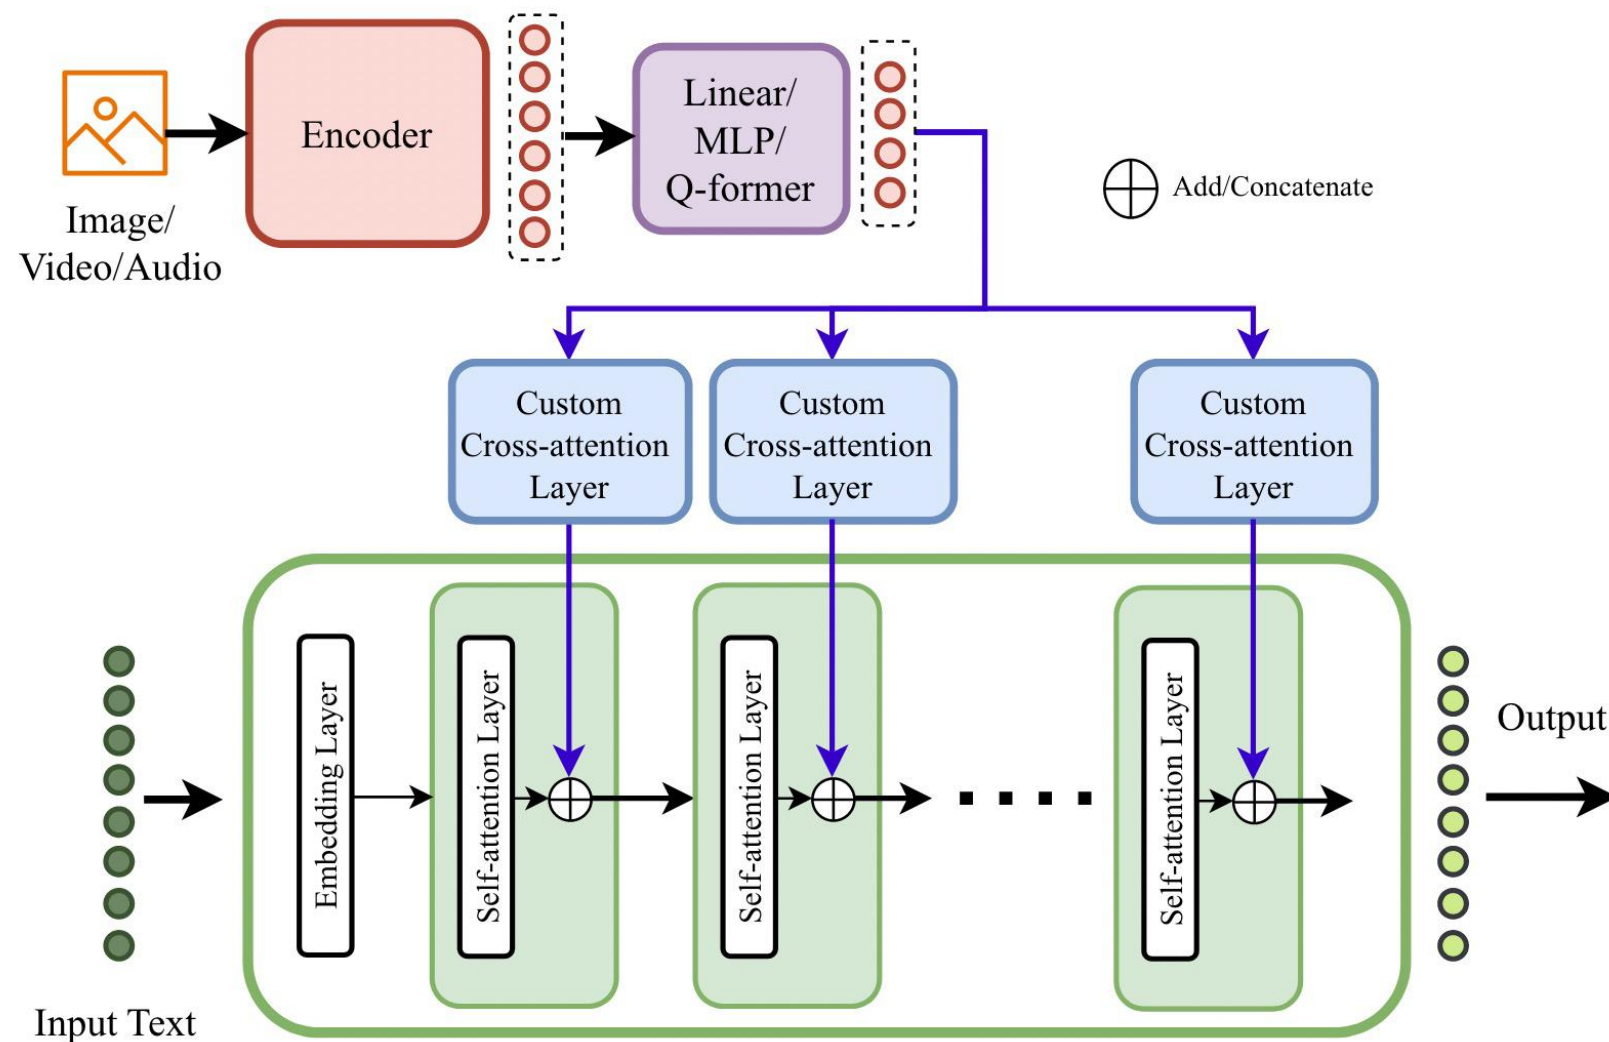 Image/
Video/Audio
Encoder
Linear/
MLP/
Q-former
Add/Concatenate
Custom
Cross-attention
Layer
Custom
Cross-attention
Layer
Custom
Cross-attention
Layer
Input Text
Embedding Layer
Self-attention Layer
Self-attention Layer
Self-attention Layer
Output